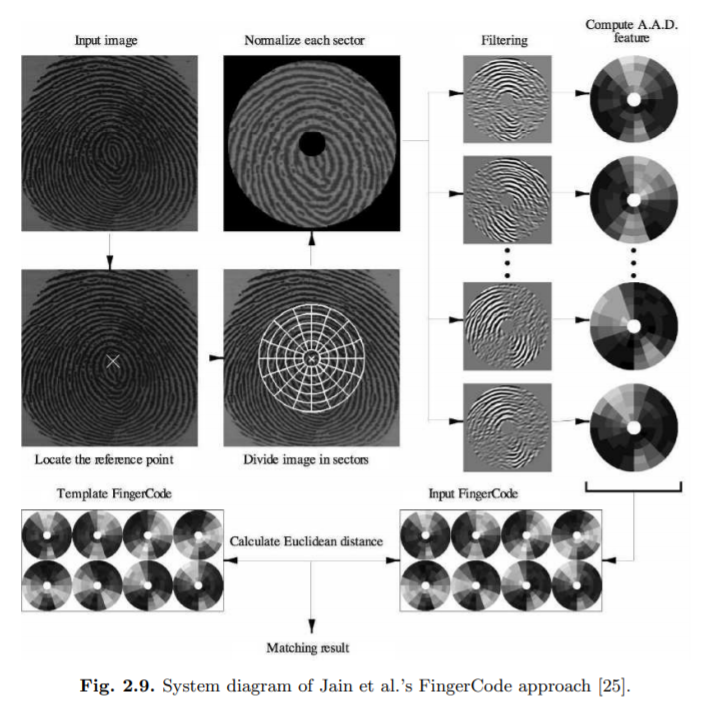 Input image
Normalize each sector
Filtering
Compute A.A.D.
feature
Locate the reference point
Divide image in sectors
Template FingerCode
Input FingerCode
Calculate Euclidean distance
Matching result
Fig. 2.9. System diagram of Jain et al.'s FingerCode approach [25].